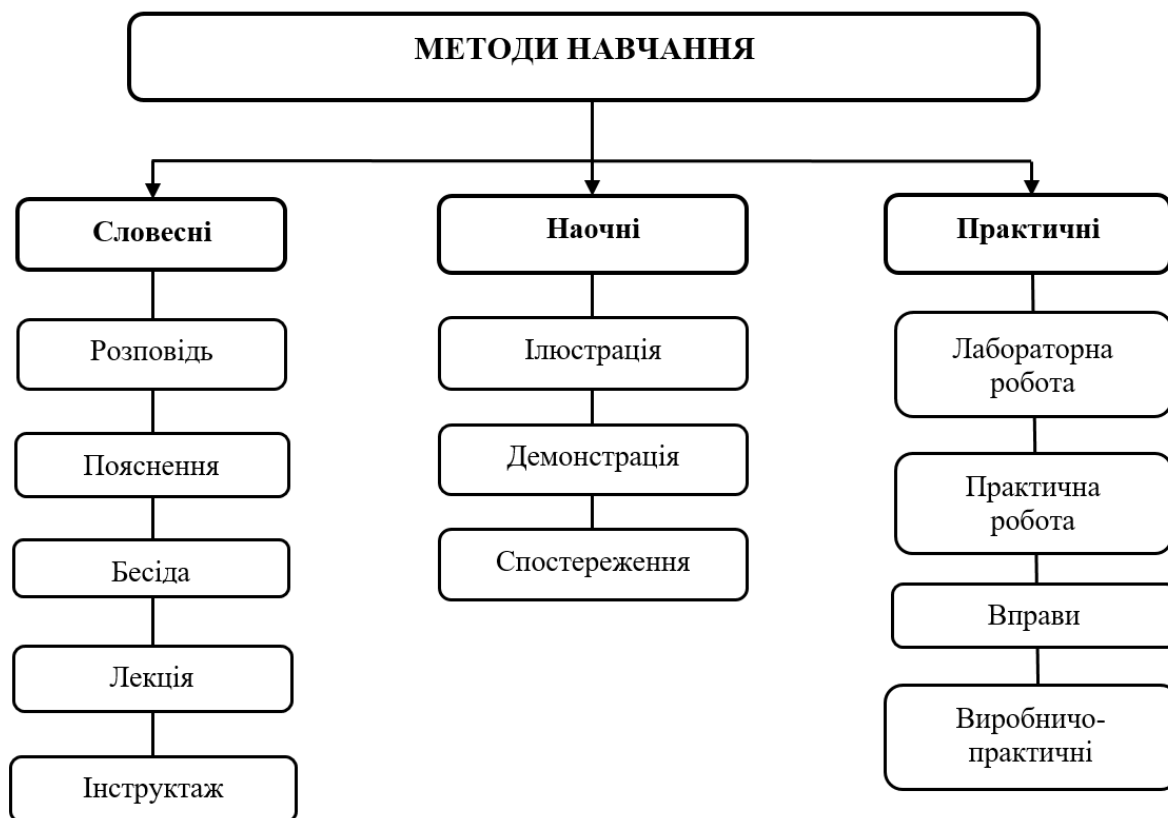 МЕТОДИ НАВЧАННЯ
Словесні
Розповідь
Пояснення
Бесіда
Лекція
Інструктаж
Наочні
Ілюстрація
Демонстрація
Спостереження
Практичні
Лабораторна
робота
Практична
робота
Вправи
Виробничо-
практичні